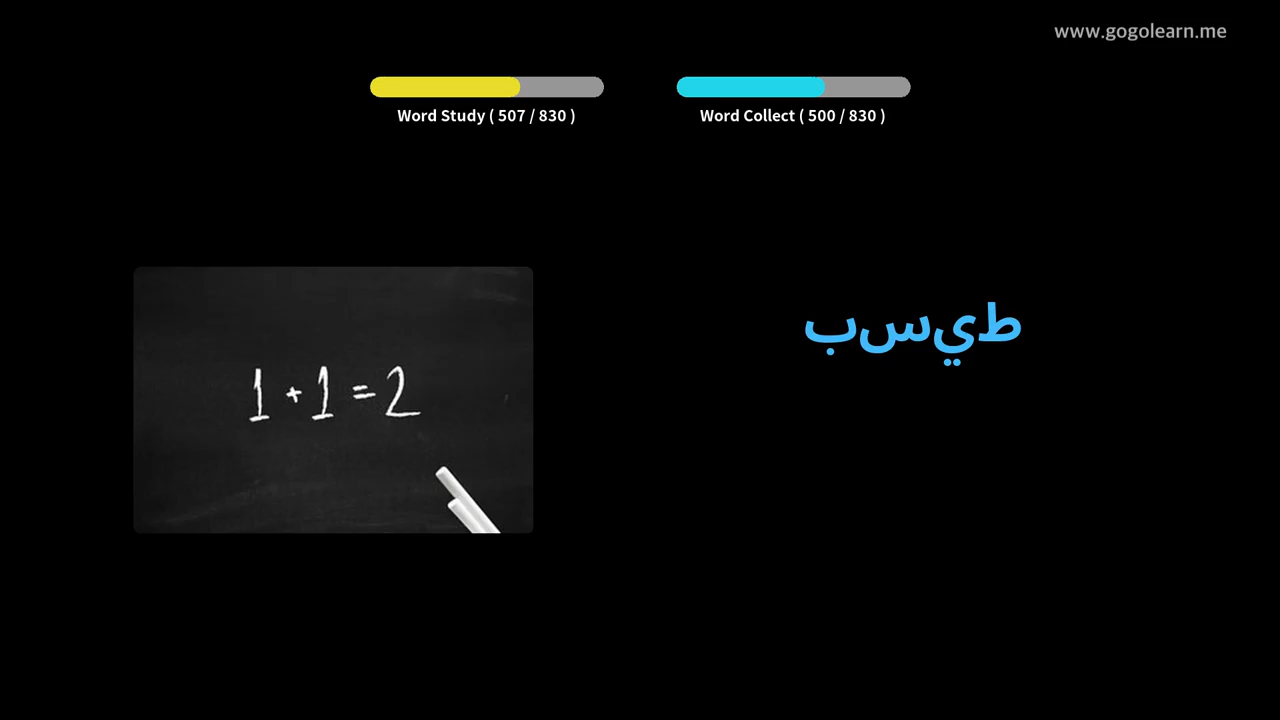 www.gogolearn.me
Word Study ( 507 / 830 )
Word Collect ( 500 / 830 )
1 + 1 = 2
بسيط